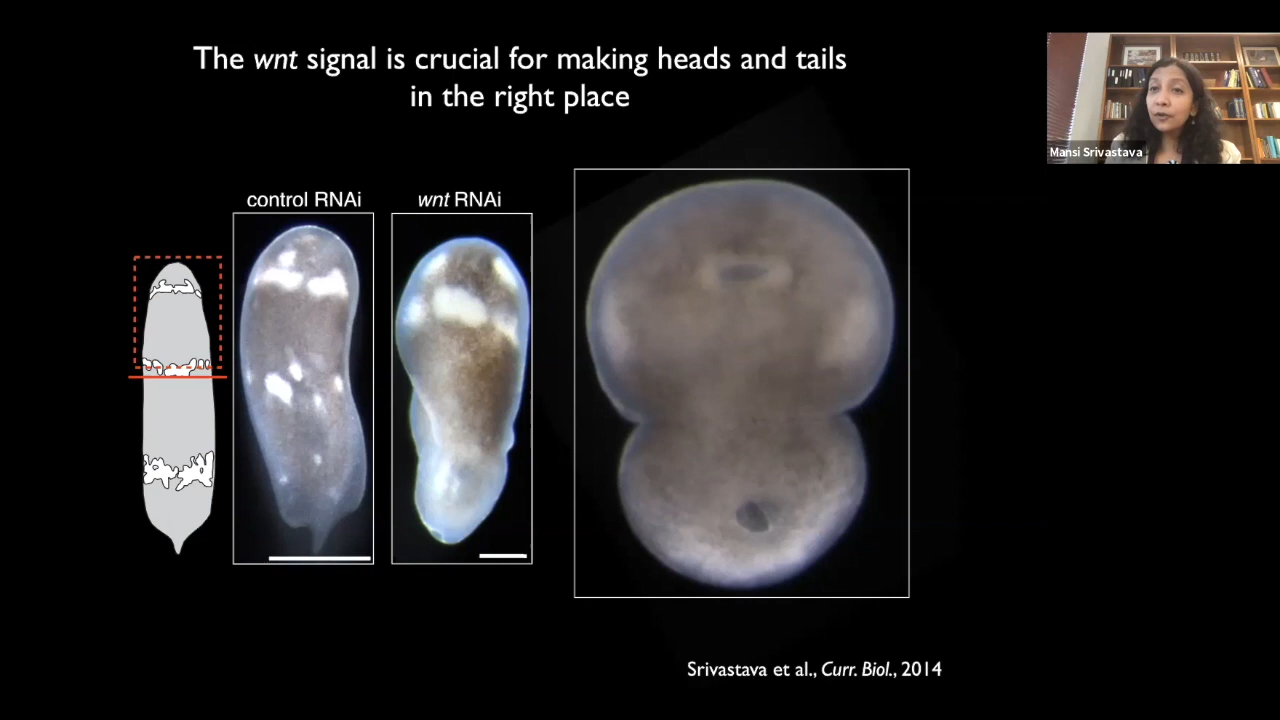 The wnt signal is crucial for making heads and tails
in the right place
Mansi Srivastava
control RNAi
wnt RNAi
Srivastava et al., Curr. Biol., 2014